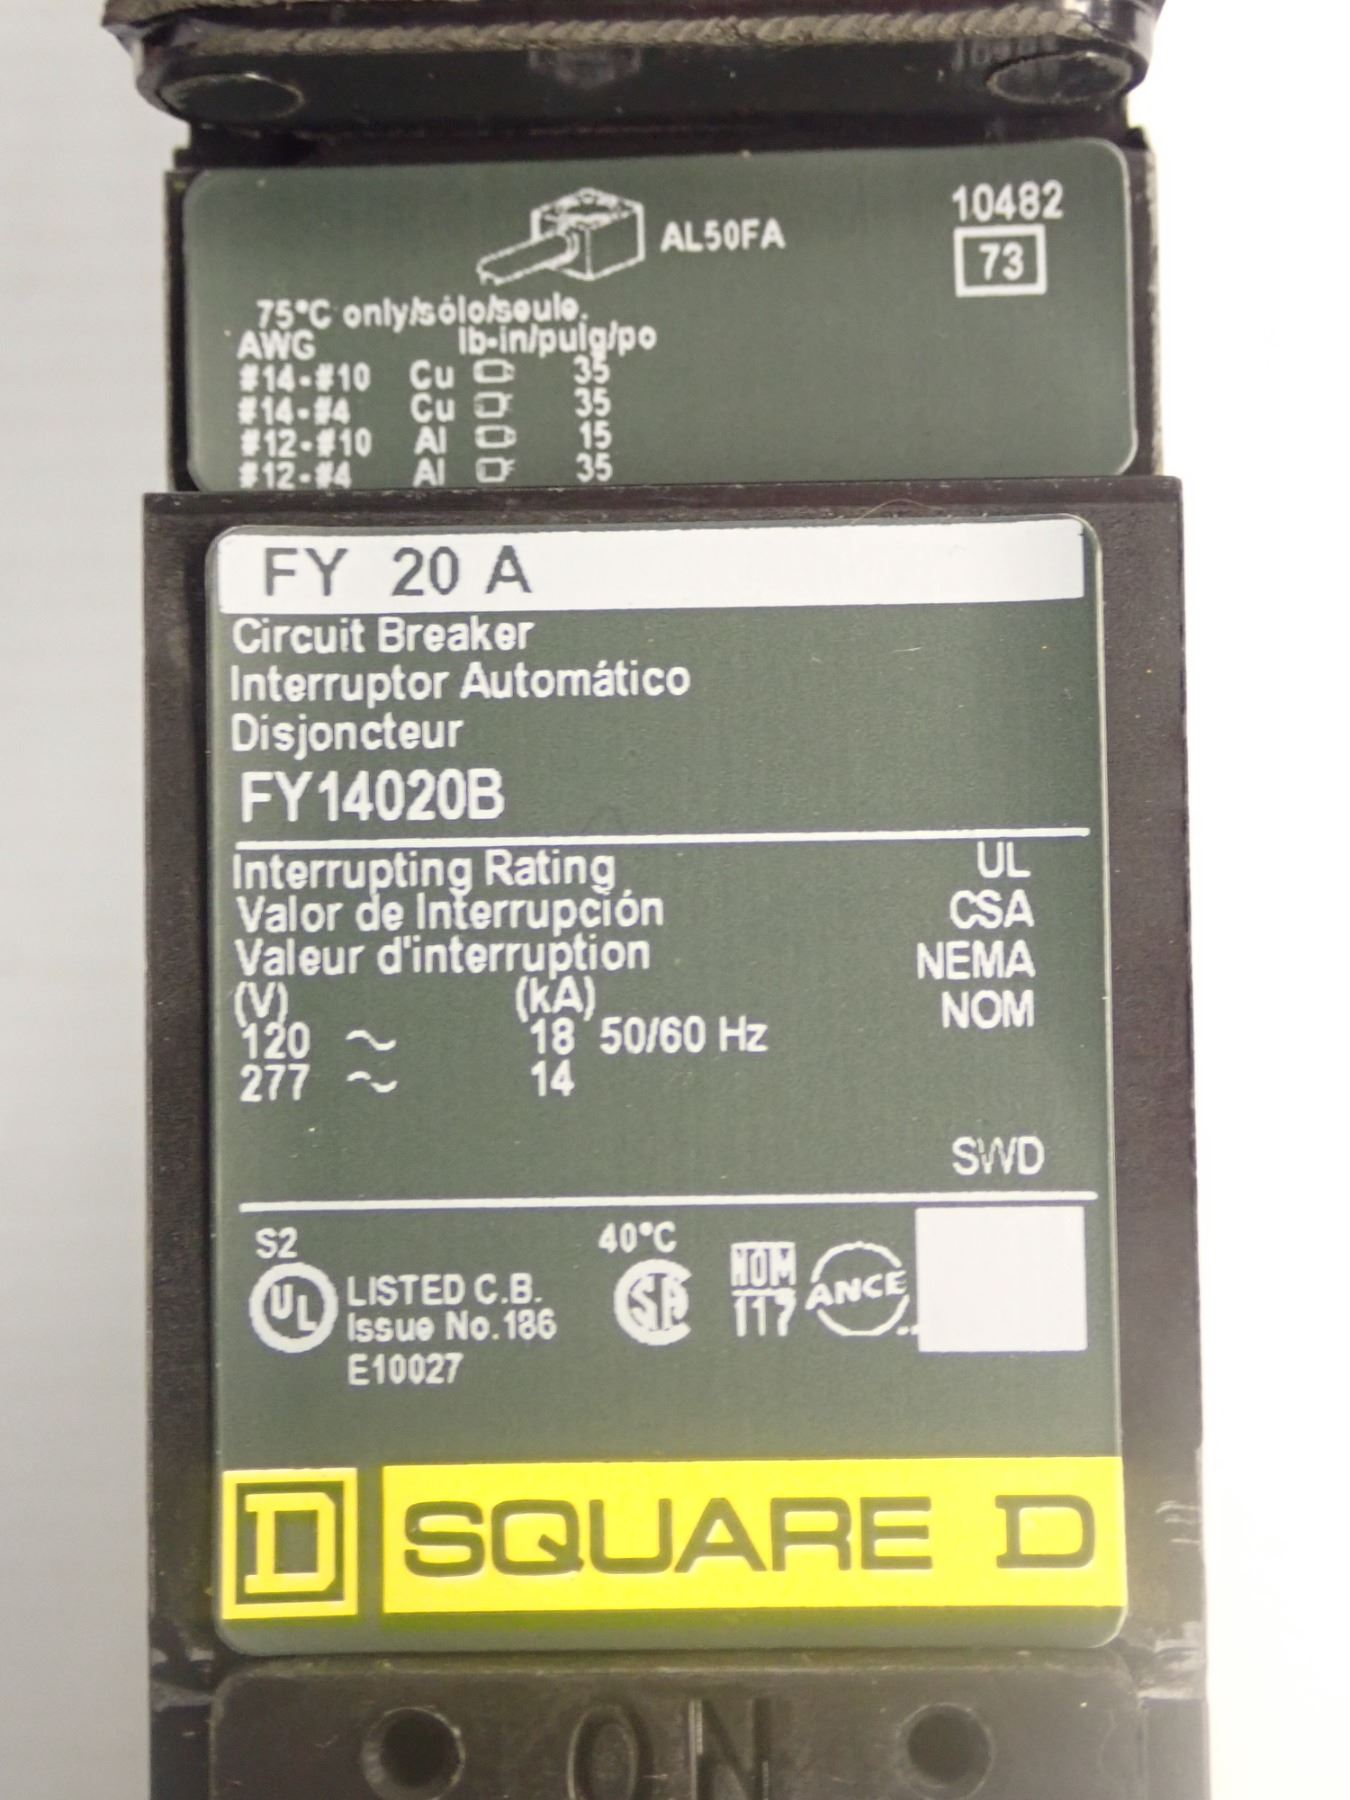 AL50FA
10482
73
75°C only/sólo/seule.
AWG lb-in/pulg/po
#14-#10 Cu 35
#14-#4 Cu 35
#12-#10 Al 15
#12-#4 Al 35
FY 20 A
Circuit Breaker
Interruptor Automático
Disjoncteur
FY14020B
Interrupting Rating
Valor de Interrupción
Valeur d'interruption
(V) (kA)
120 ~ 18 50/60 Hz
277 ~ 14
UL
CSA
NEMA
NOM
SWD
S2
UL
LISTED C.B.
Issue No.186
E10027
40°C
SA
NOM
117
ANCE
D
SQUARE D
ON